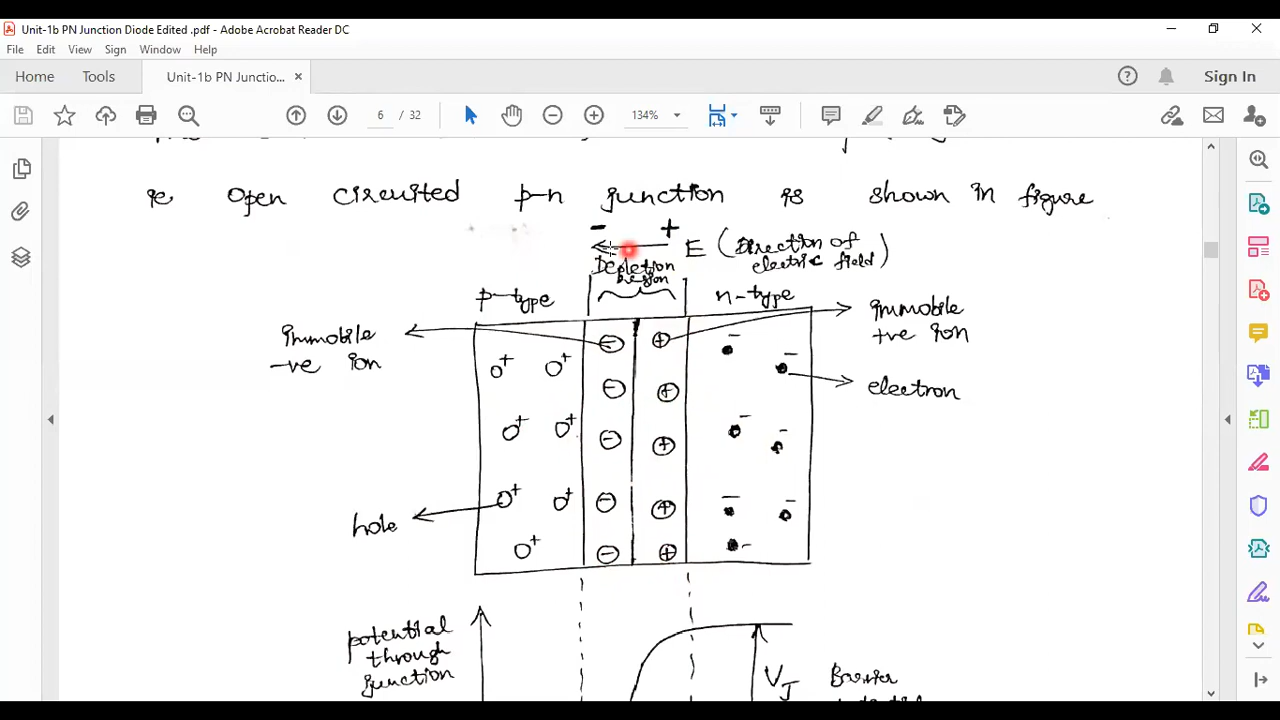 Unit-1b PN Junction Diode Edited .pdf - Adobe Acrobat Reader DC
File Edit View Sign Window Help
Home Tools Unit-1b PN Junctio... × Sign In
6 / 32 134%
ie open circuited p-n junction is shown in figure
- +
E (Direction of electric field)
Depletion
Region
p-type
n-type
immobile
-ve ion
immobile
+ve ion
electron
hole
potential
through
junction
VJ
Barrier